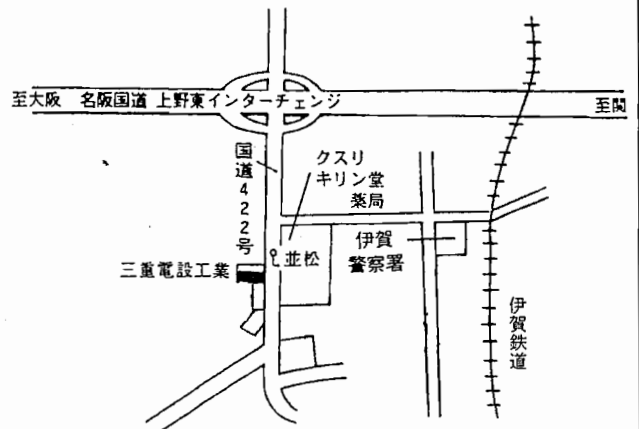 至大阪 名阪国道 上野東インターチェンジ
至関
国道422号
クスリ
キリン堂
薬局
伊賀
警察署
並松
三重電設工業
伊賀鉄道